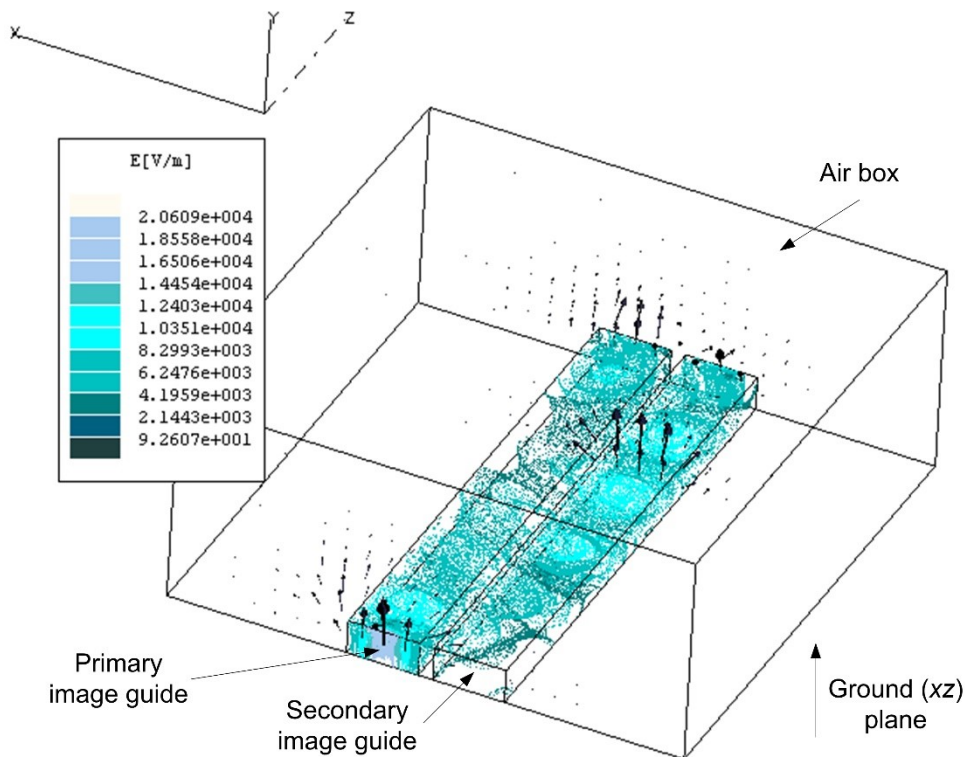 X
Y
Z
E[V/m]
2.0609e+004
1.8558e+004
1.6506e+004
1.4454e+004
1.2403e+004
1.0351e+004
8.2993e+003
6.2476e+003
4.1959e+003
2.1443e+003
9.2607e+001
Air box
Primary
image guide
Secondary
image guide
Ground (xz)
plane